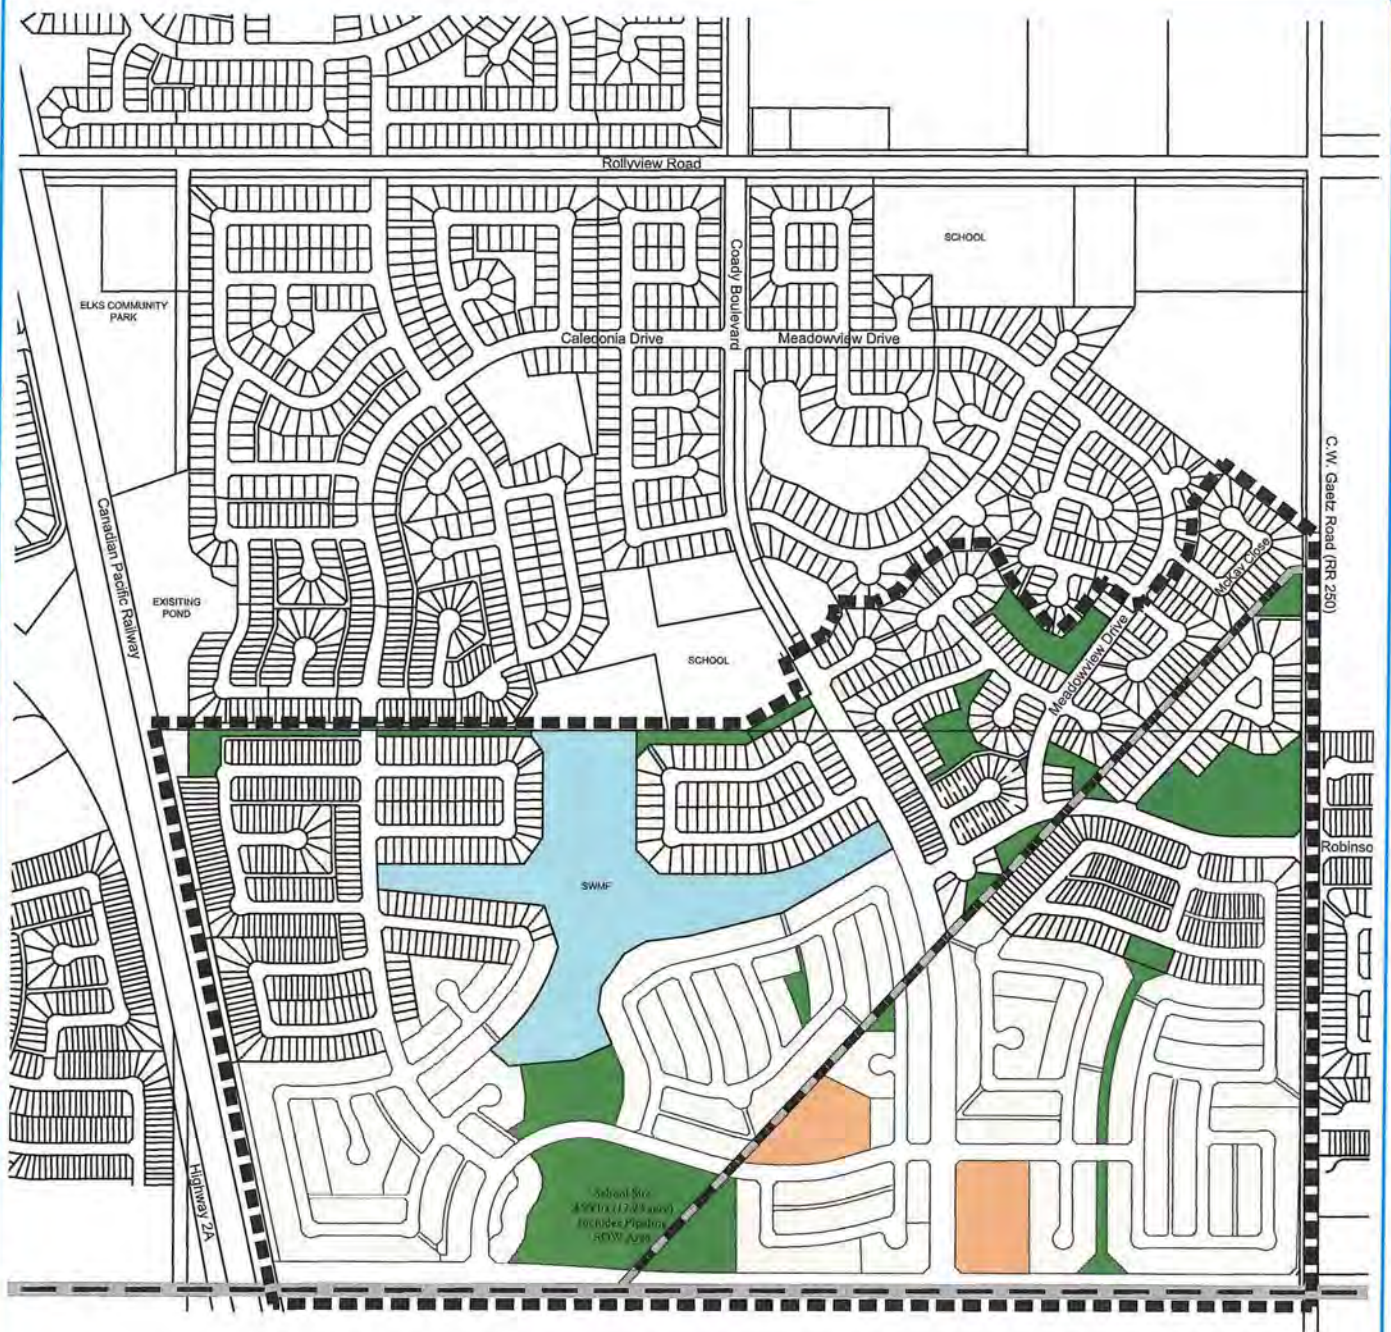 Rollyview Road
SCHOOL
Coady Boulevard
ELKS COMMUNITY
PARK
Caledonia Drive
Meadowview Drive
C.W. Gaetz Road (RR 250)
Canadian Pacific Railway
McKay Close
EXISITING
POND
Meadowview Drive
SCHOOL
Robinso
SWMF
Highway 2A
School Site
Includes Pipeline
ROW Area